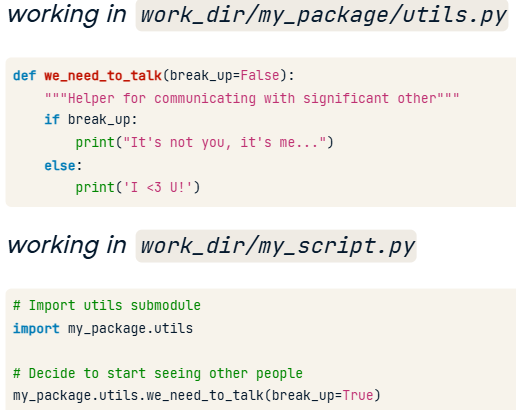 working in work_dir/my_package/utils.py
def we_need_to_talk(break_up=False):
    """Helper for communicating with significant other"""
    if break_up:
        print("It's not you, it's me...")
    else:
        print('I <3 U!')
working in work_dir/my_script.py
# Import utils submodule
import my_package.utils

# Decide to start seeing other people
my_package.utils.we_need_to_talk(break_up=True)